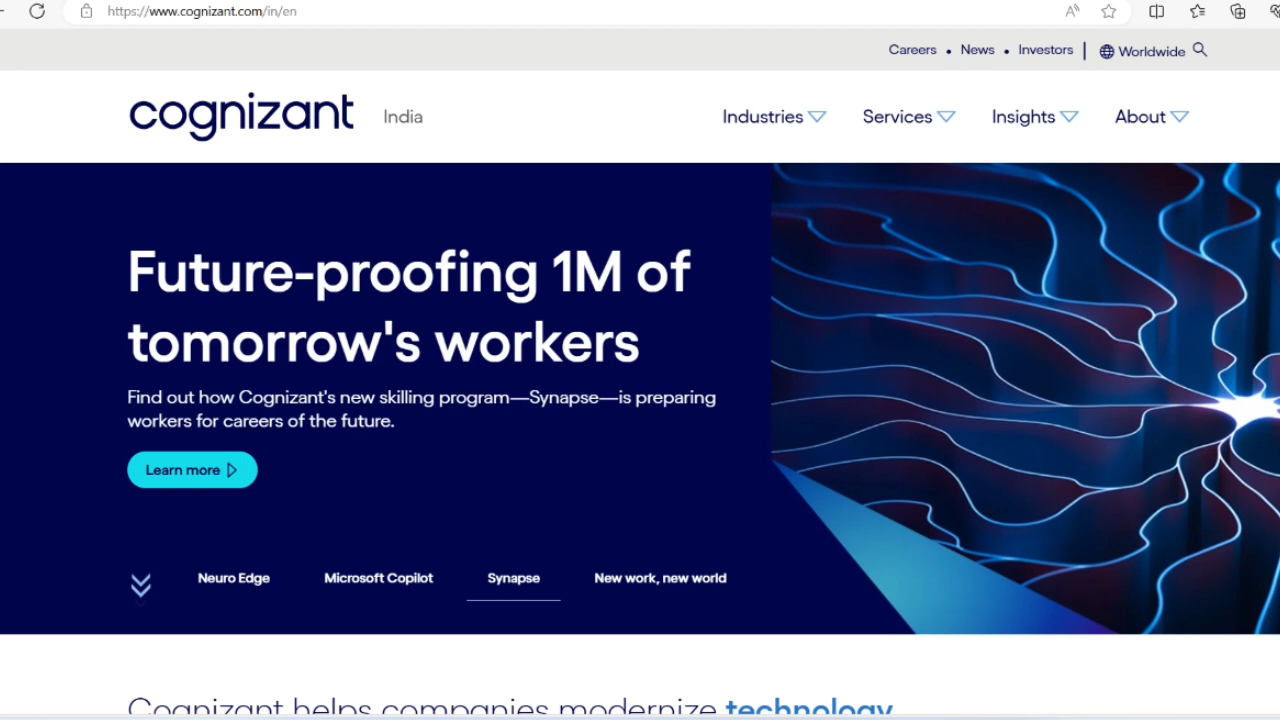 https://www.cognizant.com/in/en
Careers • News • Investors | Worldwide
cognizant India
Industries Services Insights About
Future-proofing 1M of
tomorrow's workers
Find out how Cognizant's new skilling program—Synapse—is preparing
workers for careers of the future.
Learn more
Neuro Edge Microsoft Copilot Synapse New work, new world
Cognizant helps companies modernize technology,